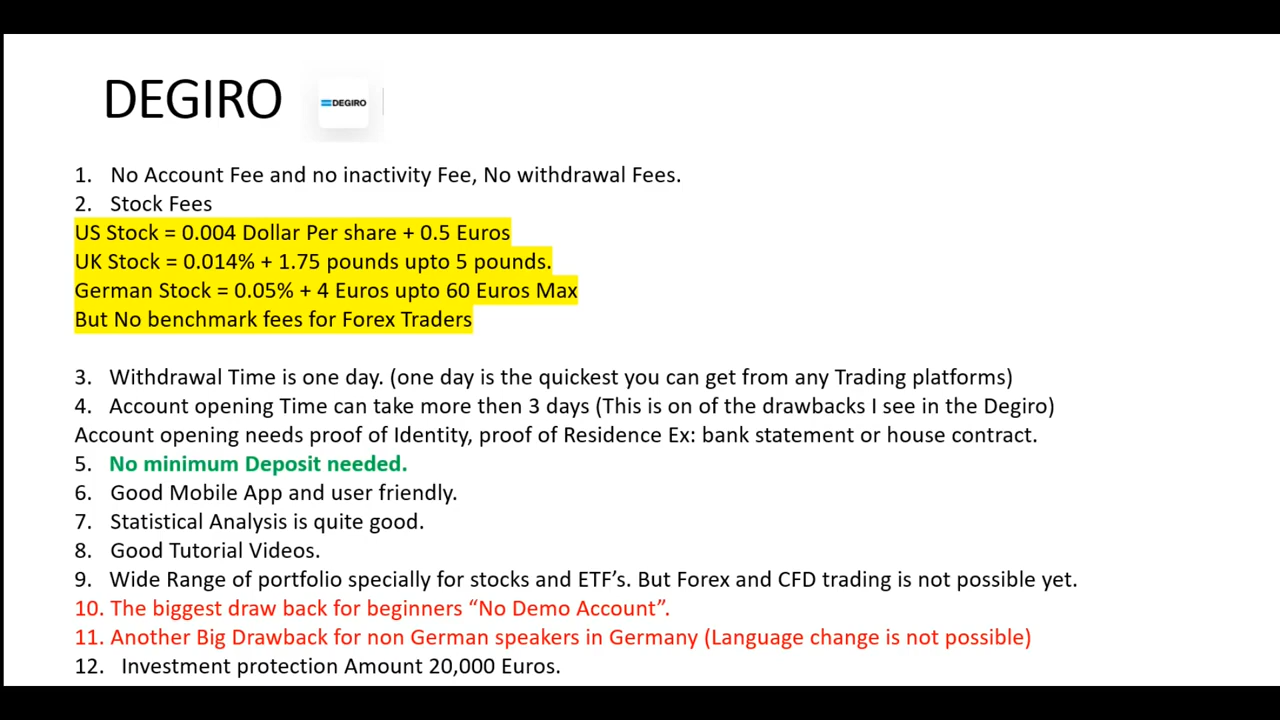 DEGIRO
DEGIRO
1. No Account Fee and no inactivity Fee, No withdrawal Fees.
2. Stock Fees
US Stock = 0.004 Dollar Per share + 0.5 Euros
UK Stock = 0.014% + 1.75 pounds upto 5 pounds.
German Stock = 0.05% + 4 Euros upto 60 Euros Max
But No benchmark fees for Forex Traders
3. Withdrawal Time is one day. (one day is the quickest you can get from any Trading platforms)
4. Account opening Time can take more then 3 days (This is on of the drawbacks I see in the Degiro)
Account opening needs proof of Identity, proof of Residence Ex: bank statement or house contract.
5. No minimum Deposit needed.
6. Good Mobile App and user friendly.
7. Statistical Analysis is quite good.
8. Good Tutorial Videos.
9. Wide Range of portfolio specially for stocks and ETF’s. But Forex and CFD trading is not possible yet.
10. The biggest draw back for beginners “No Demo Account”.
11. Another Big Drawback for non German speakers in Germany (Language change is not possible)
12. Investment protection Amount 20,000 Euros.